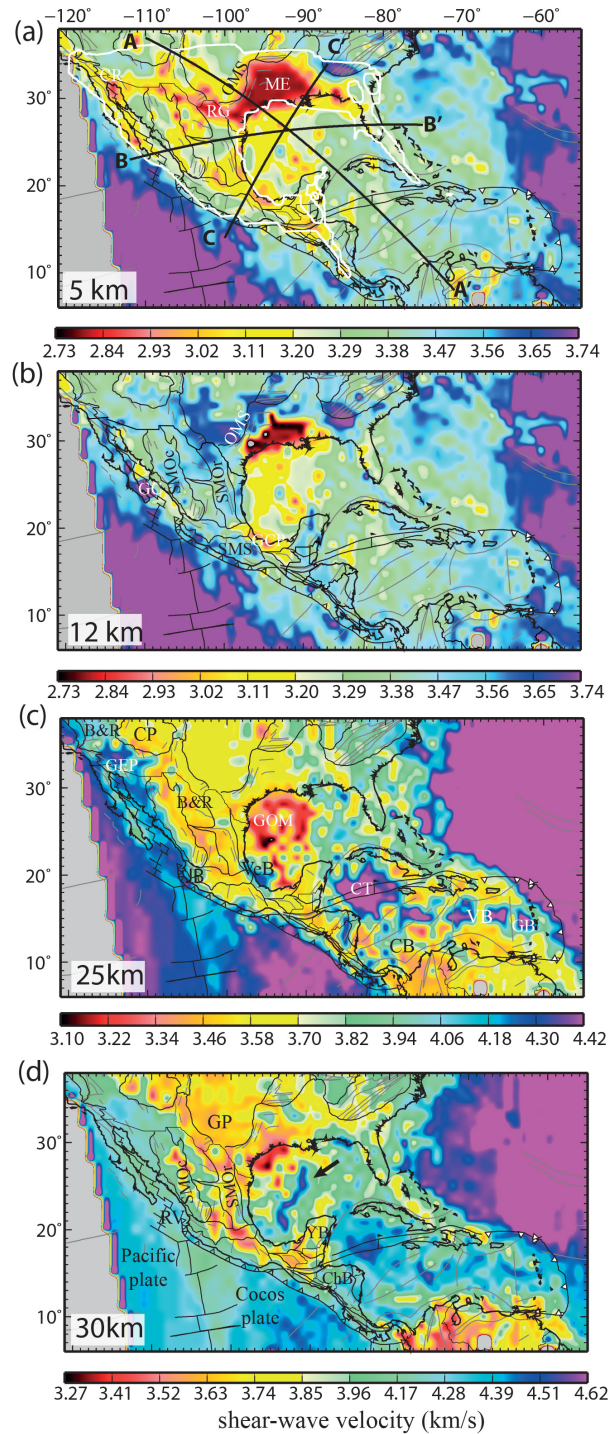 −120° −110° −100° −90° −80° −70° −60°
(a)
A
C'
CR
ME
30°
RG
B'
B
20°
C
10°
A'
5 km
2.73 2.84 2.93 3.02 3.11 3.20 3.29 3.38 3.47 3.56 3.65 3.74
(b)
OMS
30°
SMOc
SMOr
GC
20°
SMS
10°
12 km
2.73 2.84 2.93 3.02 3.11 3.20 3.29 3.38 3.47 3.56 3.65 3.74
(c)
B&R
CP
GEP
30°
B&R
GOM
VeB
JB
20°
CT
VB
GB
CB
10°
25km
3.10 3.22 3.34 3.46 3.58 3.70 3.82 3.94 4.06 4.18 4.30 4.42
(d)
GP
30°
SMOc
SMOr
RV
20°
YB
Pacific
plate
ChB
Cocos
plate
10°
30km
3.27 3.41 3.52 3.63 3.74 3.85 3.96 4.17 4.28 4.39 4.51 4.62
shear-wave velocity (km/s)